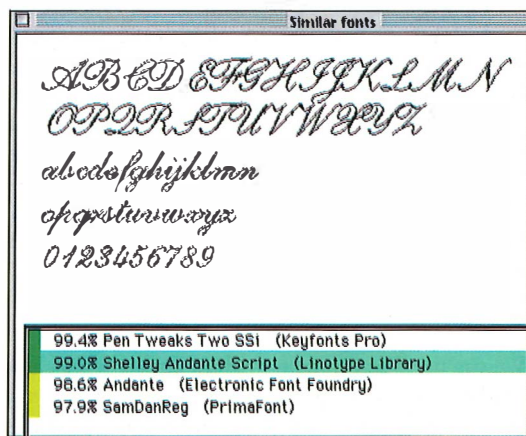 Similar fonts
ABCDEFGHIJKLMN
OPQRSTUVWXYZ
abcdefghijklmn
opqrstuvwxyz
0123456789
99.4% Pen Tweaks Two SSi (Keyfonts Pro)
99.0% Shelley Andante Script (Linotype Library)
98.6% Andante (Electronic Font Foundry)
97.9% SamDanReg (PrimaFont)